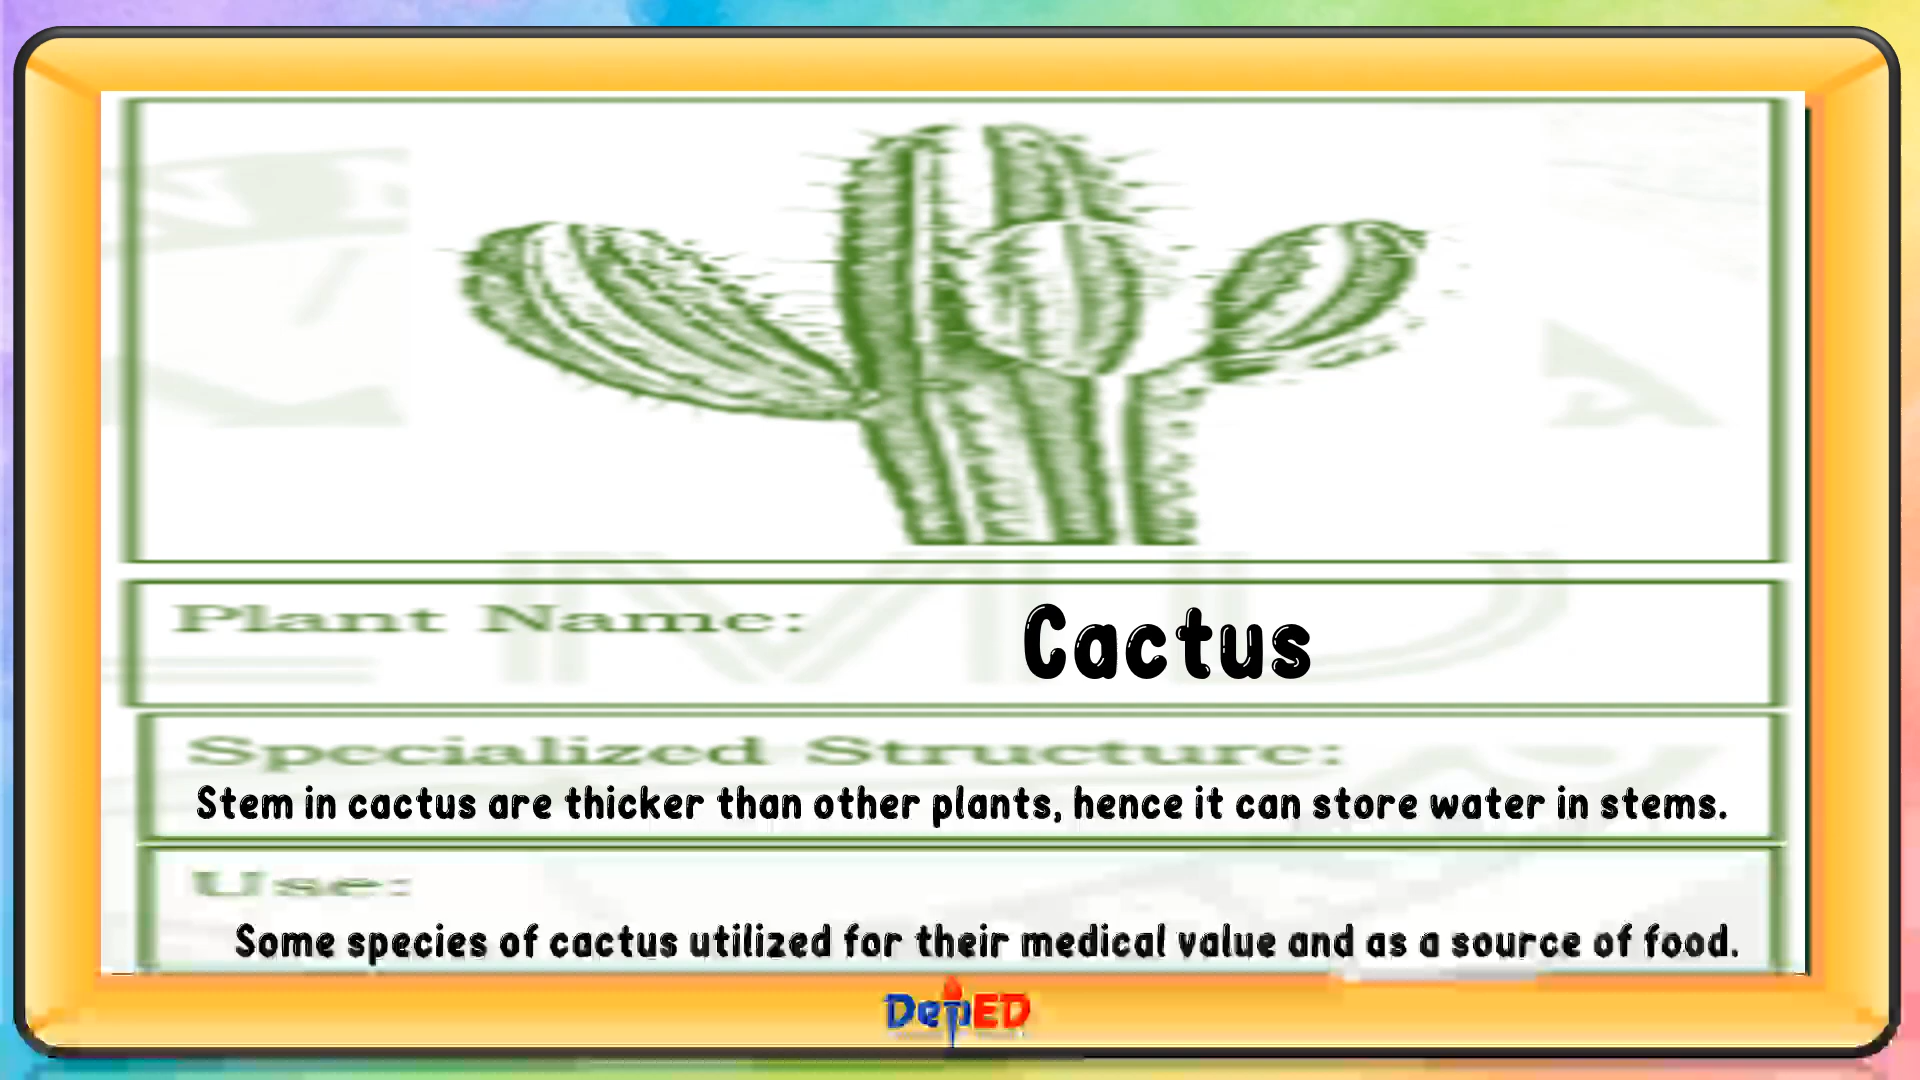 Plant Name: Cactus
Specialized Structure:
Stem in cactus are thicker than other plants, hence it can store water in stems.
Use:
Some species of cactus utilized for their medical value and as a source of food.
DepED